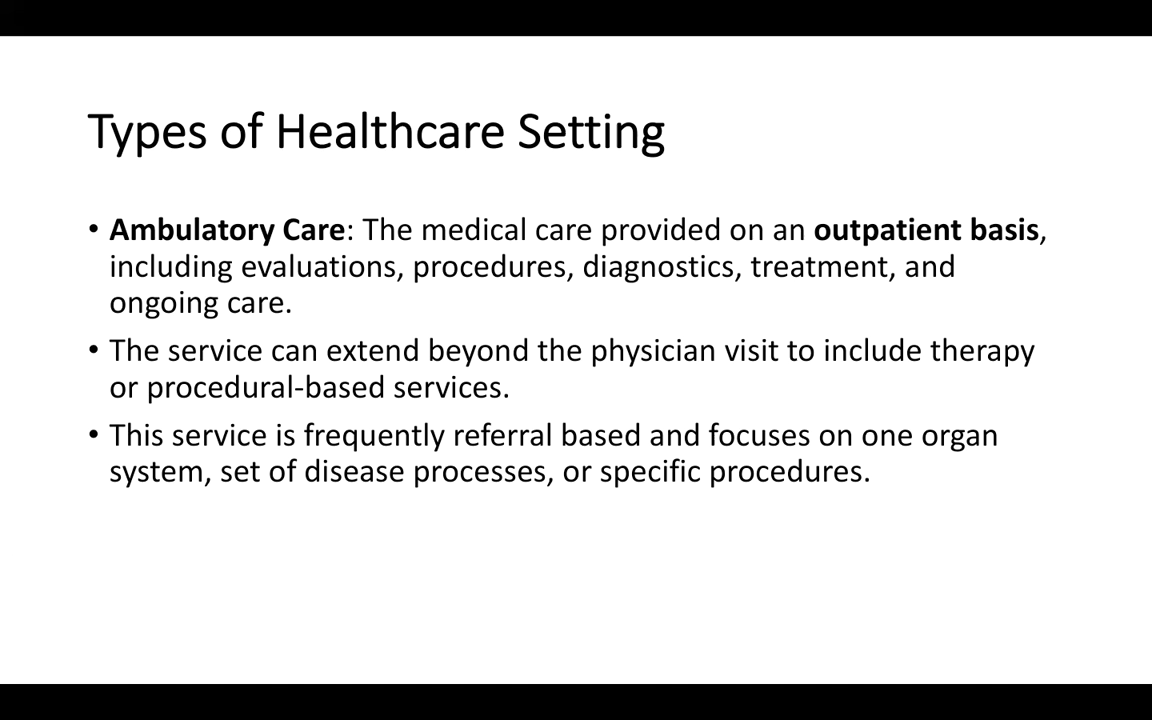 Types of Healthcare Setting
• Ambulatory Care: The medical care provided on an outpatient basis,
including evaluations, procedures, diagnostics, treatment, and
ongoing care.
• The service can extend beyond the physician visit to include therapy
or procedural-based services.
• This service is frequently referral based and focuses on one organ
system, set of disease processes, or specific procedures.